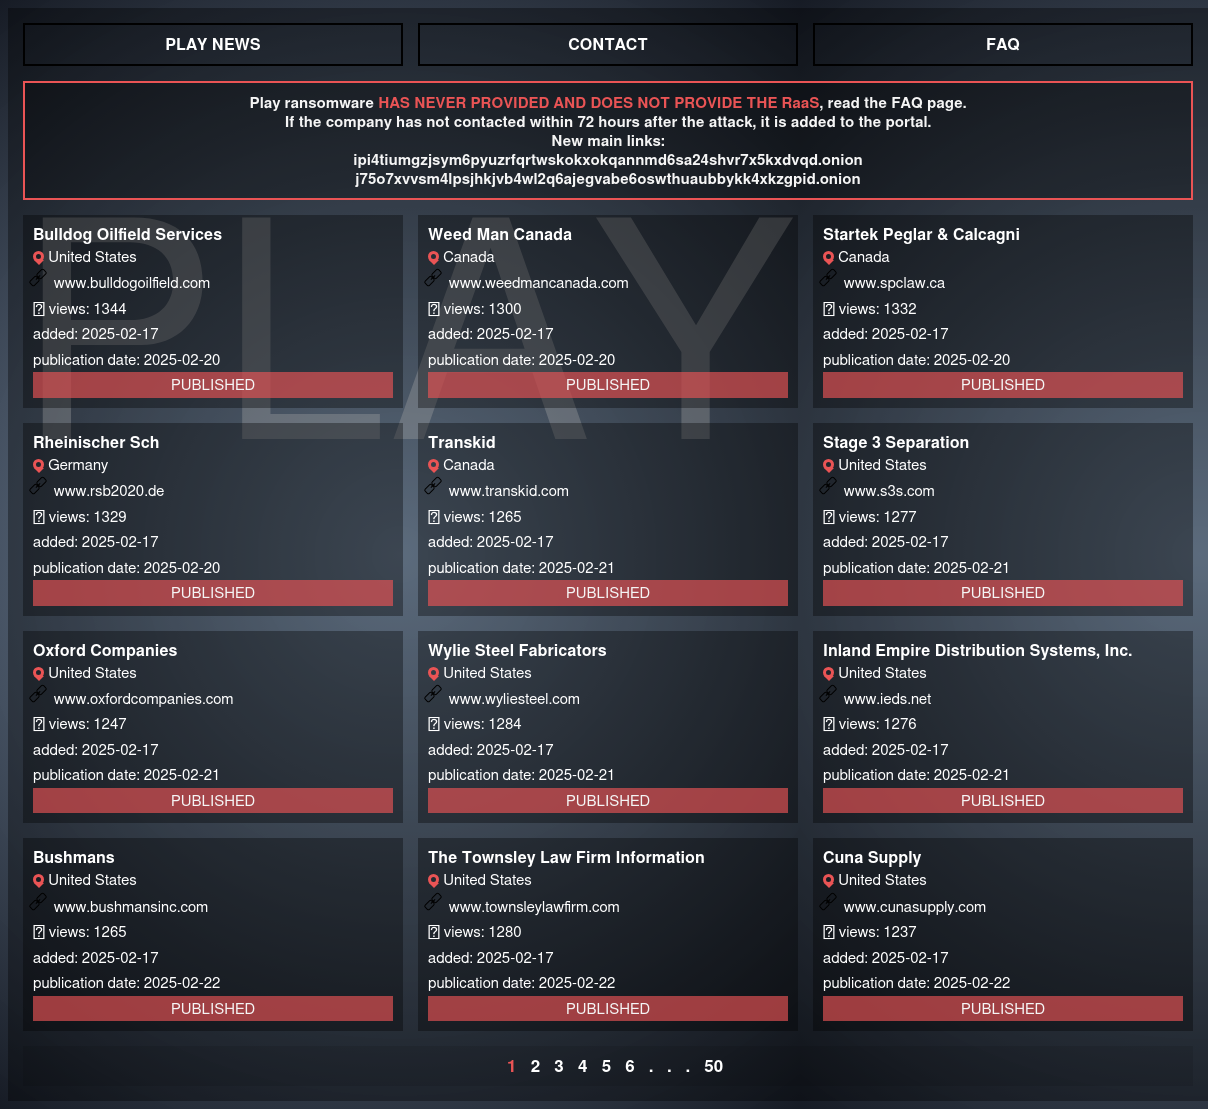 PLAY NEWS
CONTACT
FAQ
Play ransomware HAS NEVER PROVIDED AND DOES NOT PROVIDE THE RaaS, read the FAQ page.
If the company has not contacted within 72 hours after the attack, it is added to the portal.
New main links:
ipi4tiumgzjsym6pyuzrfqrtwskokxokqannmd6sa24shvr7x5kxdvqd.onion
j75o7xvvsm4lpsjhkjvb4wl2q6ajegvabe6oswthuaubbykk4xkzgpid.onion
PLAY
Bulldog Oilfield Services
United States
www.bulldogoilfield.com
views: 1344
added: 2025-02-17
publication date: 2025-02-20
PUBLISHED
Weed Man Canada
Canada
www.weedmancanada.com
views: 1300
added: 2025-02-17
publication date: 2025-02-20
PUBLISHED
Startek Peglar & Calcagni
Canada
www.spclaw.ca
views: 1332
added: 2025-02-17
publication date: 2025-02-20
PUBLISHED
Rheinischer Sch
Germany
www.rsb2020.de
views: 1329
added: 2025-02-17
publication date: 2025-02-20
PUBLISHED
Transkid
Canada
www.transkid.com
views: 1265
added: 2025-02-17
publication date: 2025-02-21
PUBLISHED
Stage 3 Separation
United States
www.s3s.com
views: 1277
added: 2025-02-17
publication date: 2025-02-21
PUBLISHED
Oxford Companies
United States
www.oxfordcompanies.com
views: 1247
added: 2025-02-17
publication date: 2025-02-21
PUBLISHED
Wylie Steel Fabricators
United States
www.wyliesteel.com
views: 1284
added: 2025-02-17
publication date: 2025-02-21
PUBLISHED
Inland Empire Distribution Systems, Inc.
United States
www.ieds.net
views: 1276
added: 2025-02-17
publication date: 2025-02-21
PUBLISHED
Bushmans
United States
www.bushmansinc.com
views: 1265
added: 2025-02-17
publication date: 2025-02-22
PUBLISHED
The Townsley Law Firm Information
United States
www.townsleylawfirm.com
views: 1280
added: 2025-02-17
publication date: 2025-02-22
PUBLISHED
Cuna Supply
United States
www.cunasupply.com
views: 1237
added: 2025-02-17
publication date: 2025-02-22
PUBLISHED
1 2 3 4 5 6 . . . 50